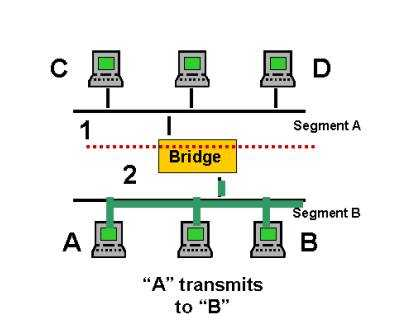 C
D
1
Segment A
Bridge
2
Segment B
A
B
“A” transmits
to “B”